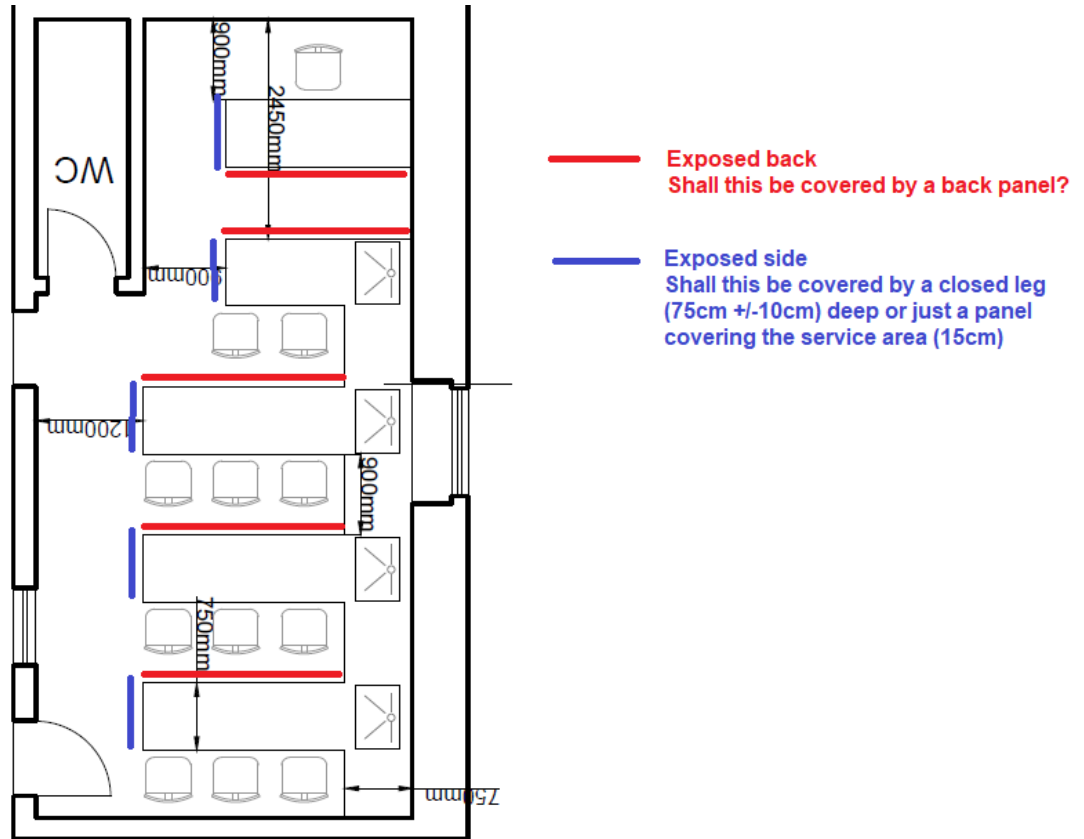 900mm
2450mm
WC
Exposed back
Shall this be covered by a back panel?
Exposed side
Shall this be covered by a closed leg
(75cm +/-10cm) deep or just a panel
covering the service area (15cm)
900mm
1200mm
900mm
750mm
750mm